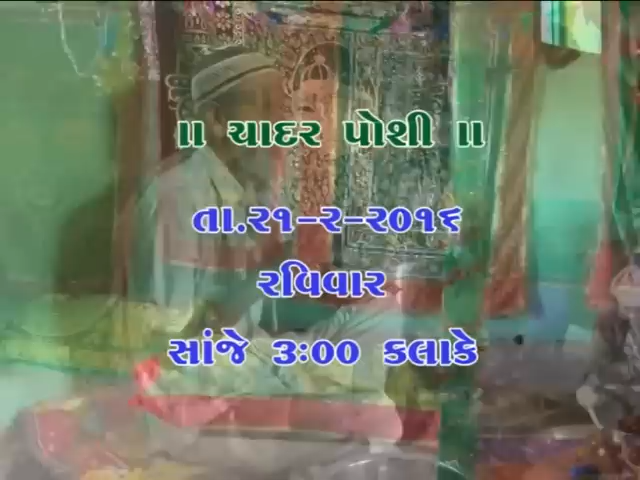 ॥ ચાદર પોશી ॥
તા.૨૧-૨-૨૦૧૬
રવિવાર
સાંજે ૩:૦૦ કલાકે